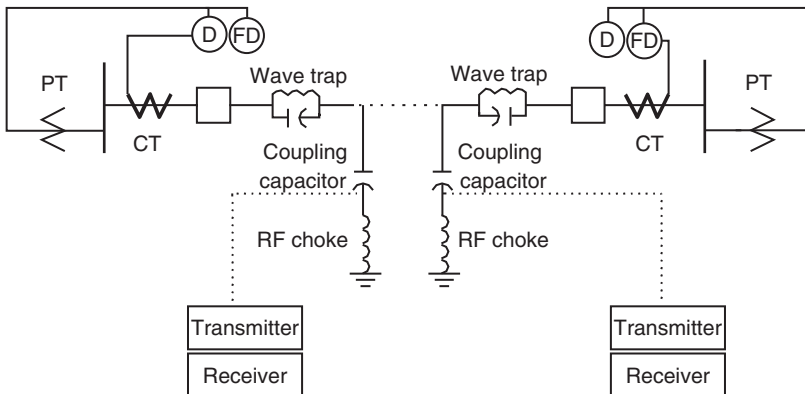 D FD
D FD
PT
Wave trap
Wave trap
PT
CT
CT
Coupling
capacitor
Coupling
capacitor
RF choke
RF choke
Transmitter
Receiver
Transmitter
Receiver